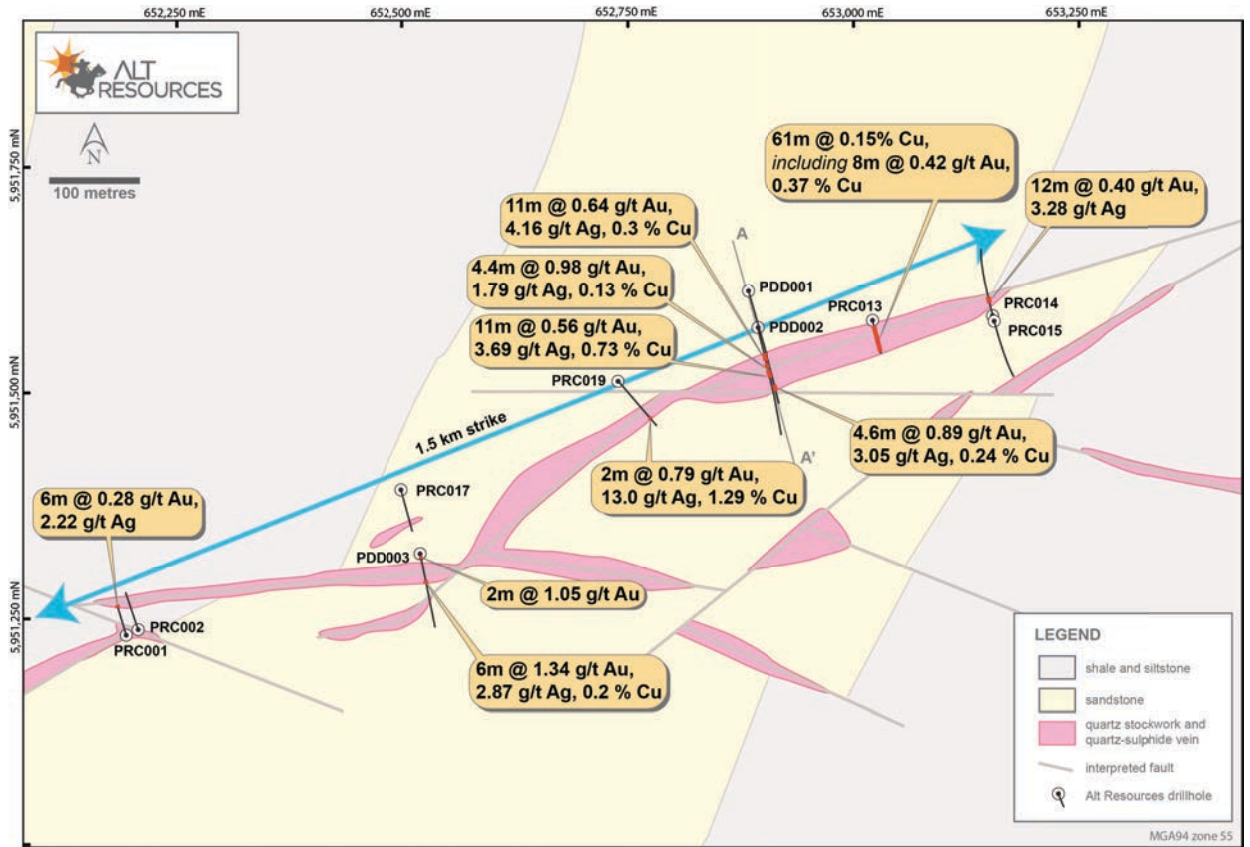 652,250 mE
652,500 mE
652,750 mE
653,000 mE
653,250 mE
ALT
RESOURCES
N
100 metres
5,951,750 mN
5,951,500 mN
5,951,250 mN
61m @ 0.15% Cu,
including 8m @ 0.42 g/t Au,
0.37 % Cu
12m @ 0.40 g/t Au,
3.28 g/t Ag
11m @ 0.64 g/t Au,
4.16 g/t Ag, 0.3 % Cu
4.4m @ 0.98 g/t Au,
1.79 g/t Ag, 0.13 % Cu
11m @ 0.56 g/t Au,
3.69 g/t Ag, 0.73 % Cu
A
PDD001
PDD002
PRC013
PRC014
PRC015
PRC019
1.5 km strike
4.6m @ 0.89 g/t Au,
3.05 g/t Ag, 0.24 % Cu
A'
2m @ 0.79 g/t Au,
13.0 g/t Ag, 1.29 % Cu
6m @ 0.28 g/t Au,
2.22 g/t Ag
PRC017
PDD003
2m @ 1.05 g/t Au
PRC002
PRC001
6m @ 1.34 g/t Au,
2.87 g/t Ag, 0.2 % Cu
LEGEND
shale and siltstone
sandstone
quartz stockwork and
quartz-sulphide vein
interpreted fault
Alt Resources drillhole
MGA94 zone 55